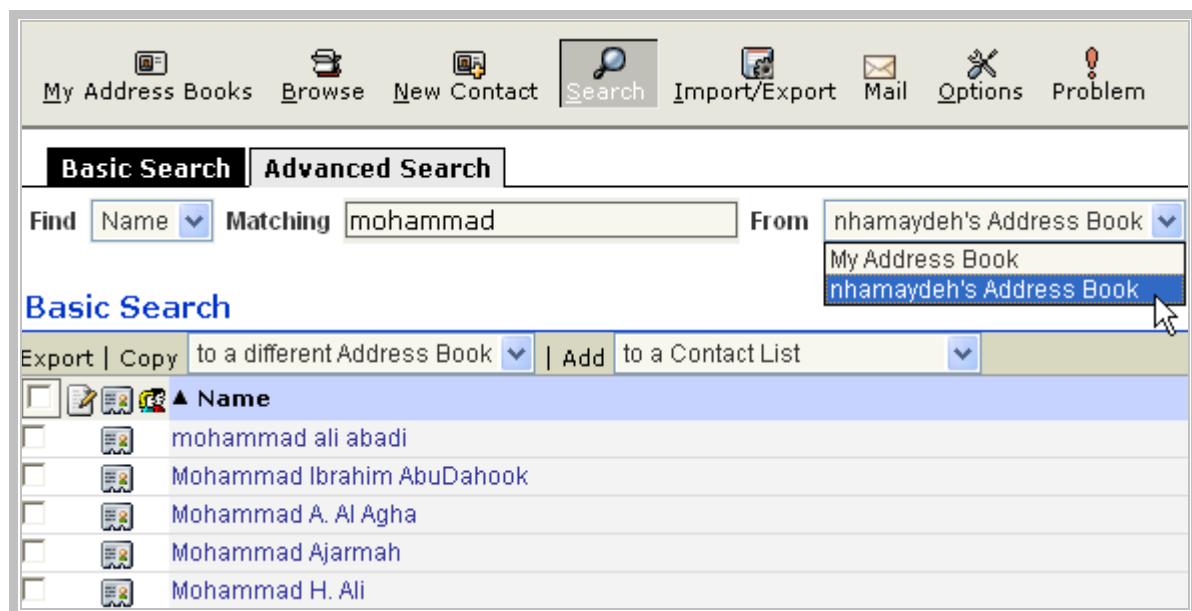 My Address Books Browse New Contact Search Import/Export Mail Options Problem
Basic Search Advanced Search
Find Name Matching mohammad From nhamaydeh's Address Book
My Address Book
nhamaydeh's Address Book
Basic Search
Export | Copy to a different Address Book | Add to a Contact List
▲ Name
mohammad ali abadi
Mohammad Ibrahim AbuDahook
Mohammad A. Al Agha
Mohammad Ajarmah
Mohammad H. Ali